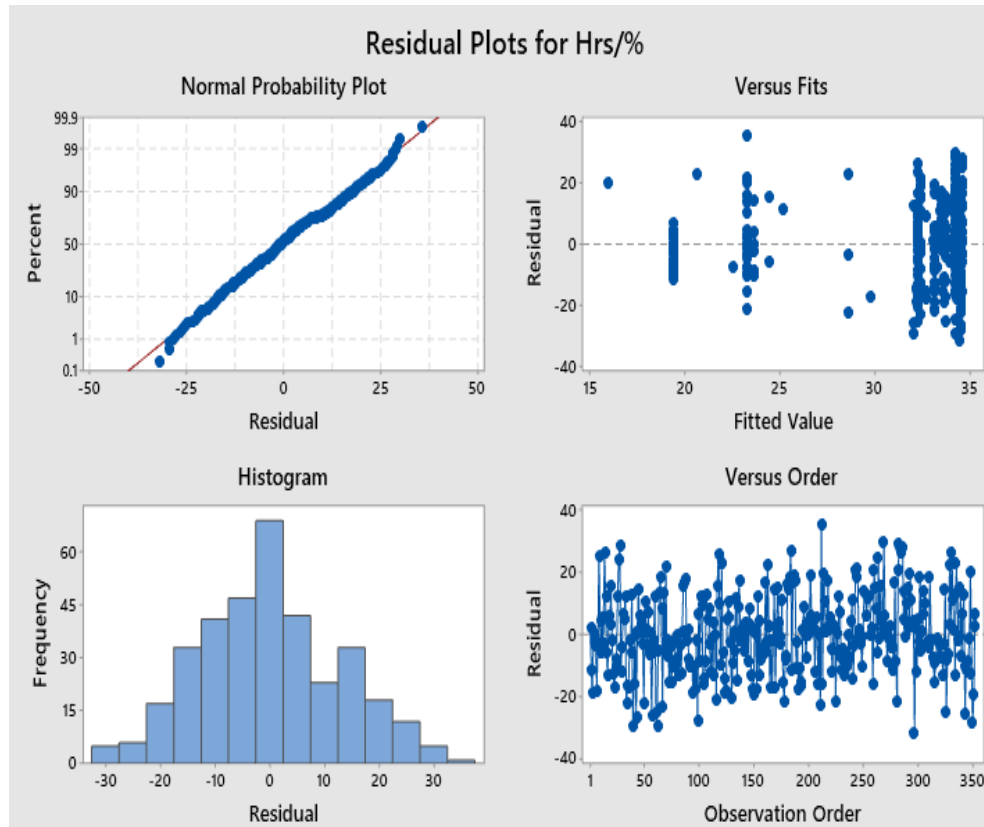 Residual Plots for Hrs/%
Normal Probability Plot
99.9
99
90
50
10
1
0.1
Percent
-50 -25 0 25 50
Residual
Versus Fits
40
20
0
-20
-40
Residual
15 20 25 30 35
Fitted Value
Histogram
60
45
30
15
0
Frequency
-30 -20 -10 0 10 20 30
Residual
Versus Order
40
20
0
-20
-40
Residual
1 50 100 150 200 250 300 350
Observation Order